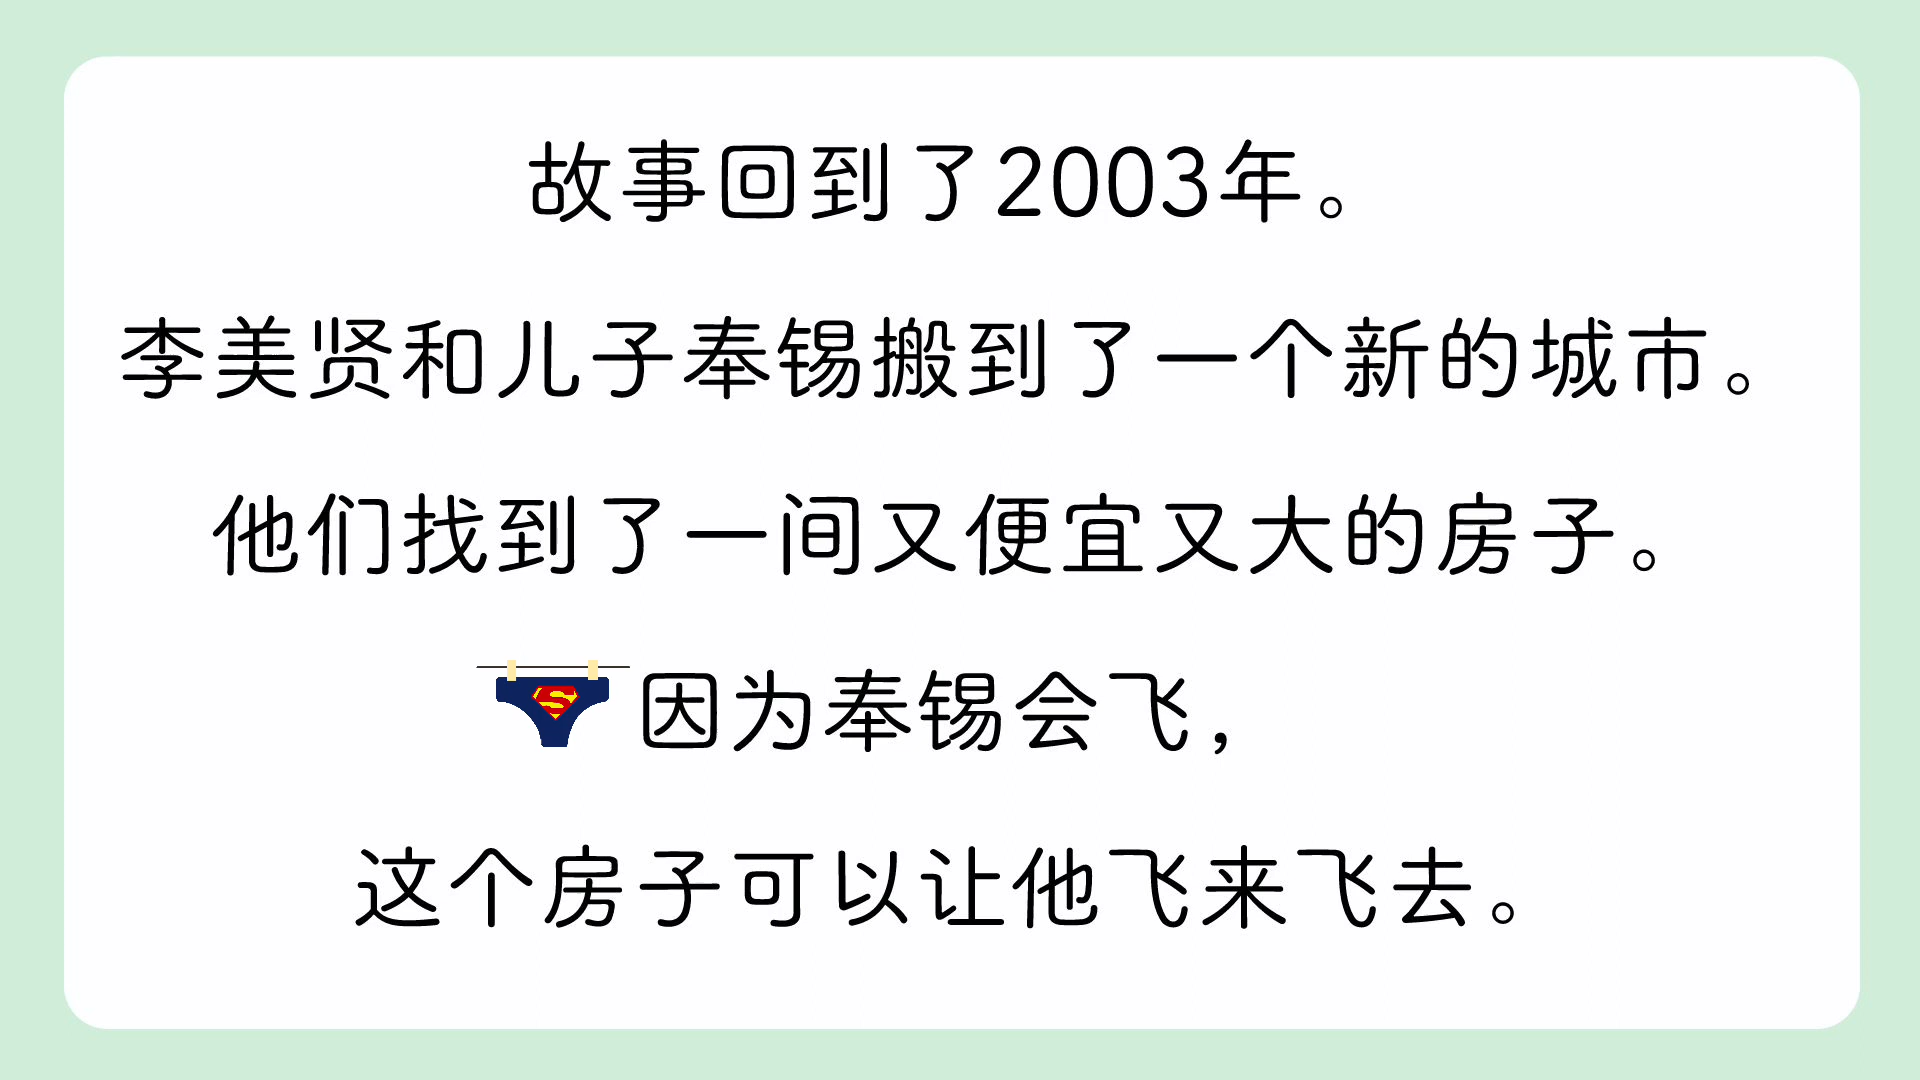 故事回到了2003年。
李美贤和儿子奉锡搬到了一个新的城市。
他们找到了一间又便宜又大的房子。
因为奉锡会飞，
这个房子可以让他飞来飞去。